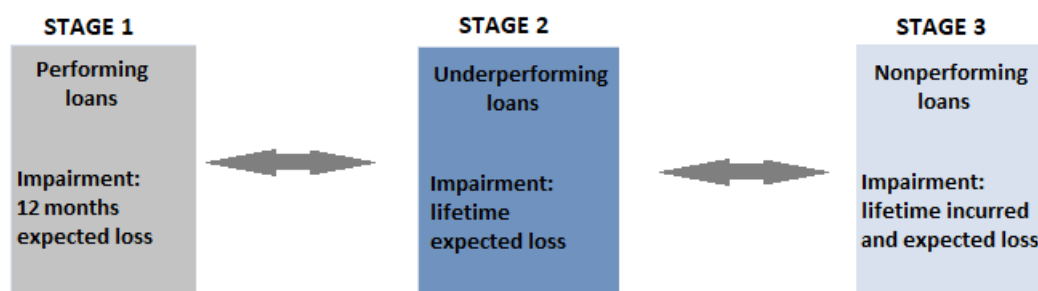 STAGE 1
Performing
loans
Impairment:
12 months
expected loss
STAGE 2
Underperforming
loans
Impairment:
lifetime
expected loss
STAGE 3
Nonperforming
loans
Impairment:
lifetime incurred
and expected loss